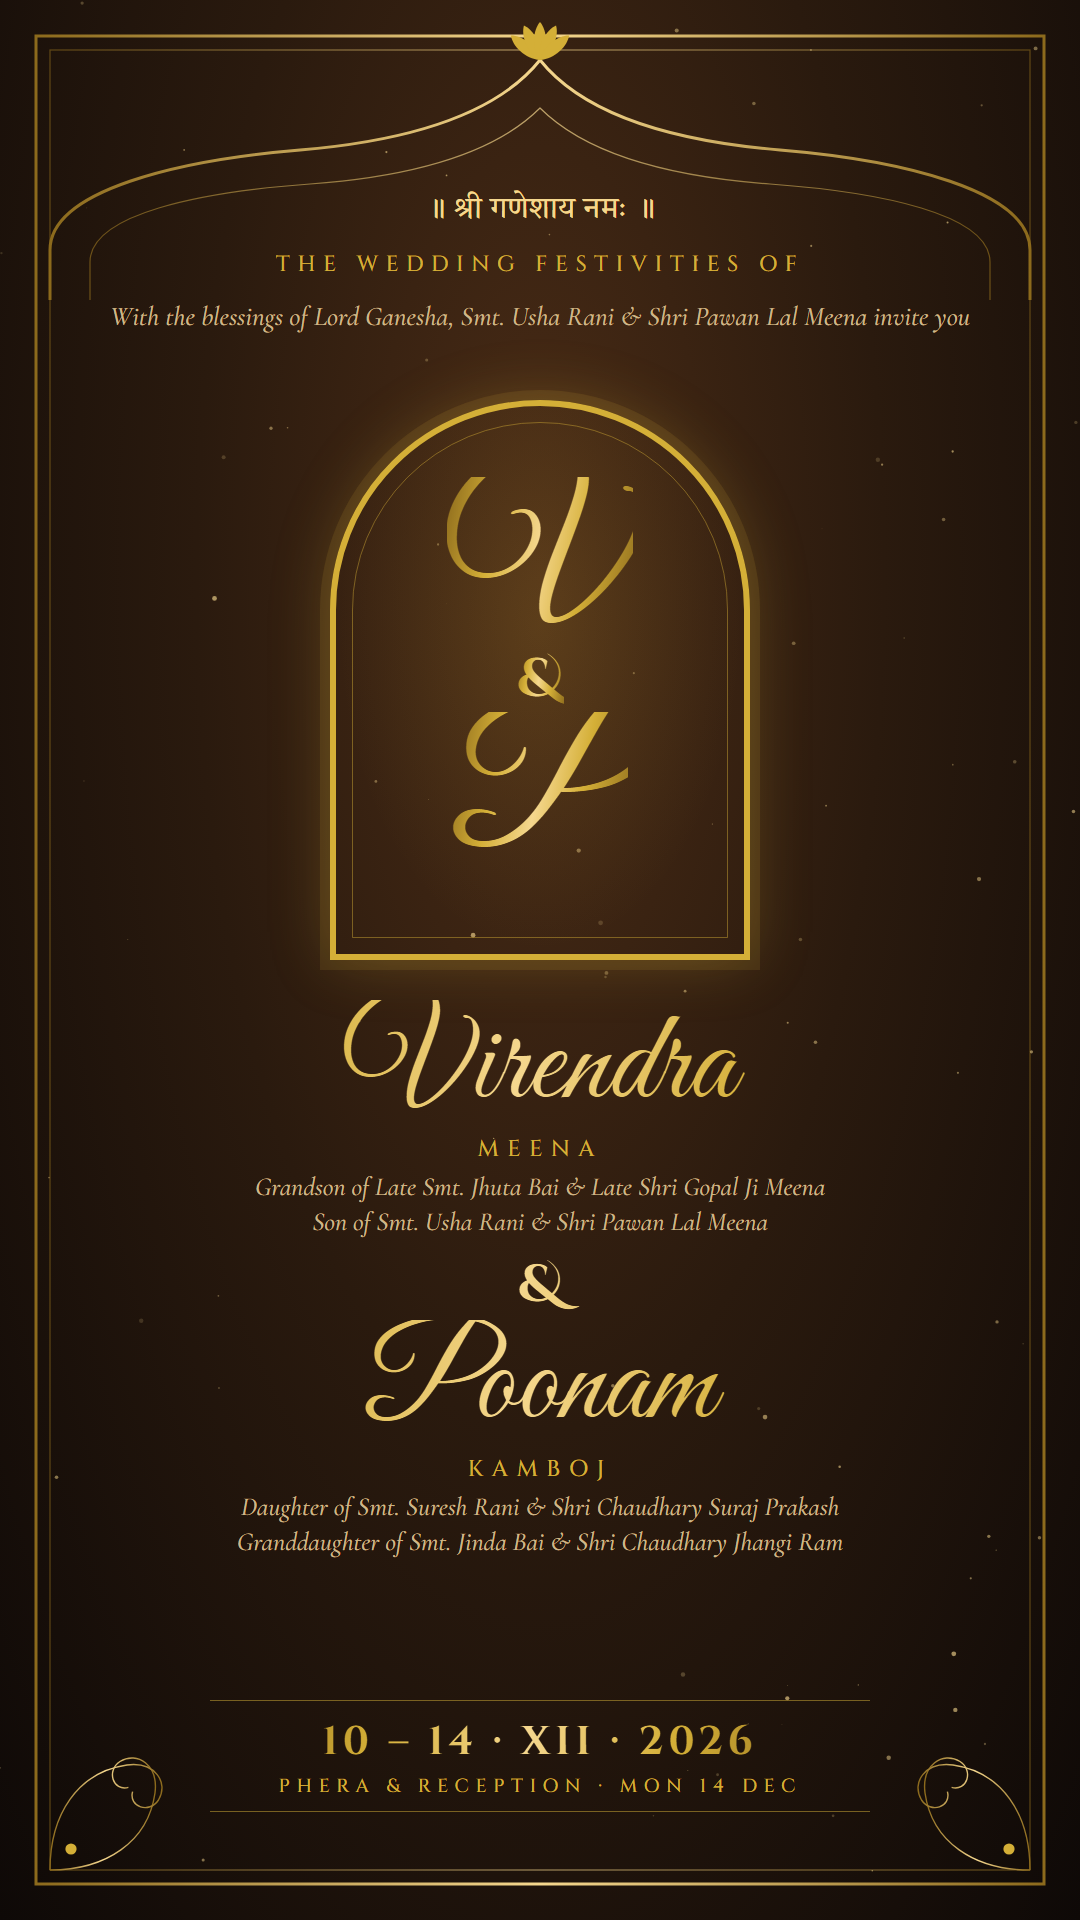 ॥ श्री गणेशाय नमः ॥
THE WEDDING FESTIVITIES OF
With the blessings of Lord Ganesha, Smt. Usha Rani & Shri Pawan Lal Meena invite you
V
&
P
Virendra
MEENA
Grandson of Late Smt. Jhuta Bai & Late Shri Gopal Ji Meena
Son of Smt. Usha Rani & Shri Pawan Lal Meena
&
Poonam
KAMBOJ
Daughter of Smt. Suresh Rani & Shri Chaudhary Suraj Prakash
Granddaughter of Smt. Jinda Bai & Shri Chaudhary Jhangi Ram
10 – 14 · XII · 2026
PHERA & RECEPTION · MON 14 DEC